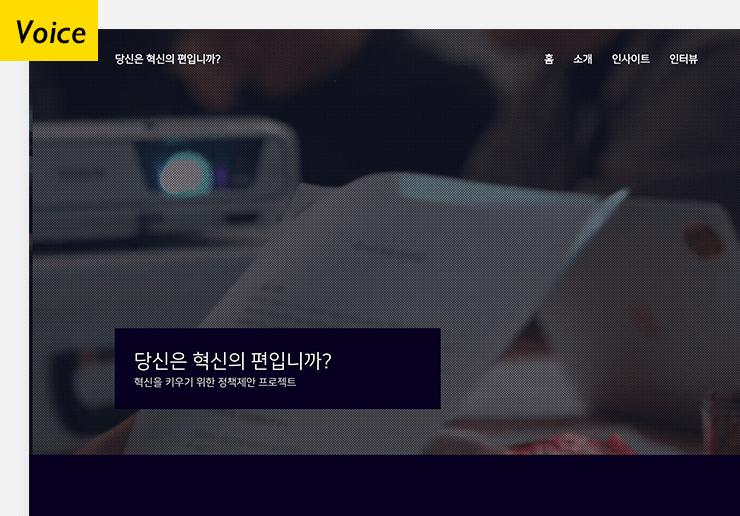 Voice
당신은 혁신의 편입니까?
홈 소개 인사이트 인터뷰
당신은 혁신의 편입니까?
혁신을 키우기 위한 정책제안 프로젝트